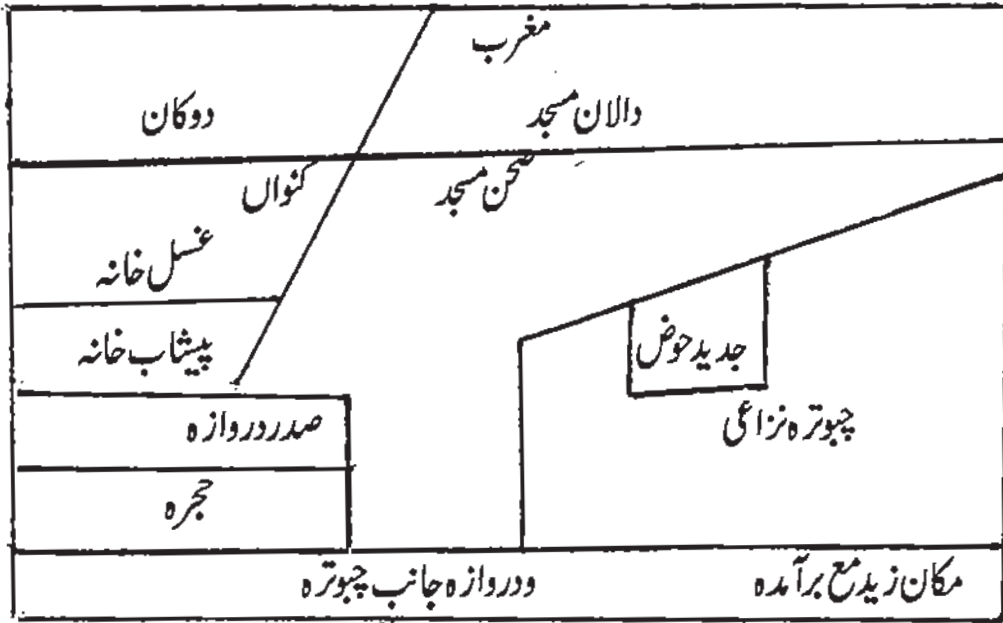 مغرب
دالان مسجد
دوکان
صحن مسجد
کنواں
غسل خانہ
پیشاب خانہ
جدید حوض
چبوترہ نزاعی
صدر دروازہ
حجرہ
مکان زید مع برآمدہ
ودروازہ جانب چبوترہ